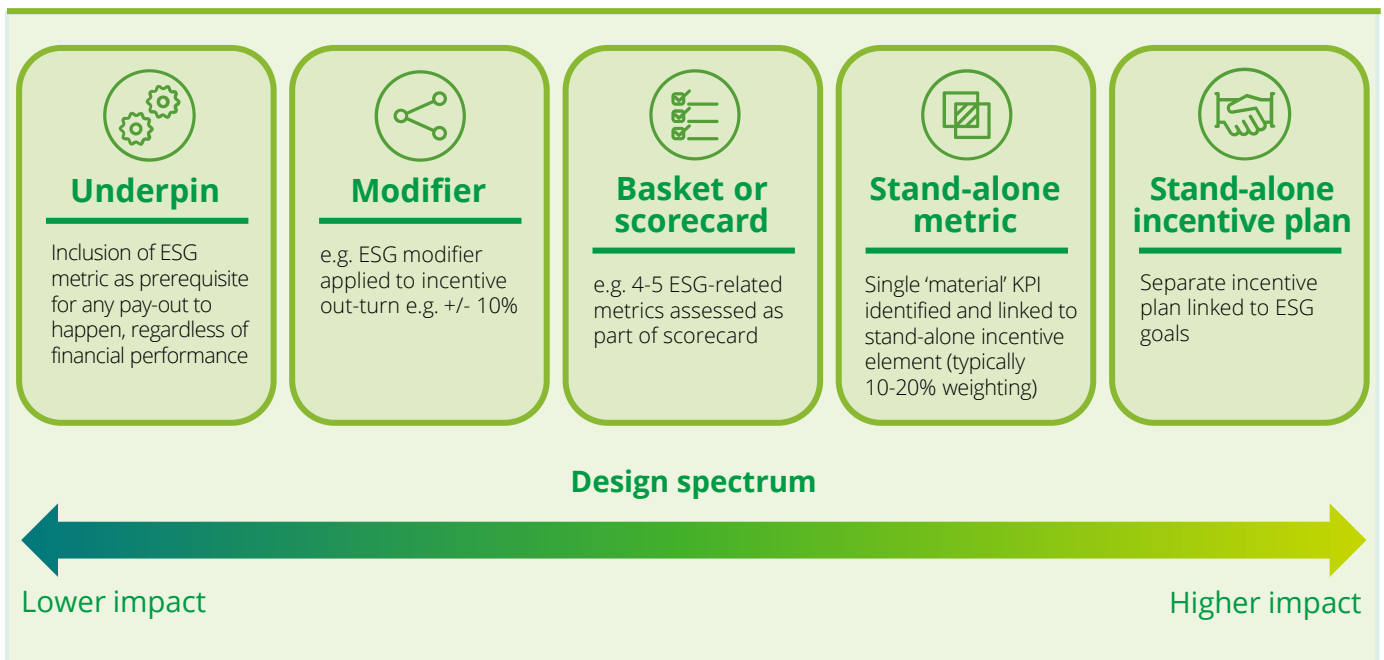 Underpin
Inclusion of ESG
metric as prerequisite
for any pay-out to
happen, regardless of
financial performance
Modifier
e.g. ESG modifier
applied to incentive
out-turn e.g. +/- 10%
Basket or
scorecard
e.g. 4-5 ESG-related
metrics assessed as
part of scorecard
Stand-alone
metric
Single ‘material’ KPI
identified and linked to
stand-alone incentive
element (typically
10-20% weighting)
Stand-alone
incentive plan
Separate incentive
plan linked to ESG
goals
Design spectrum
Lower impact
Higher impact